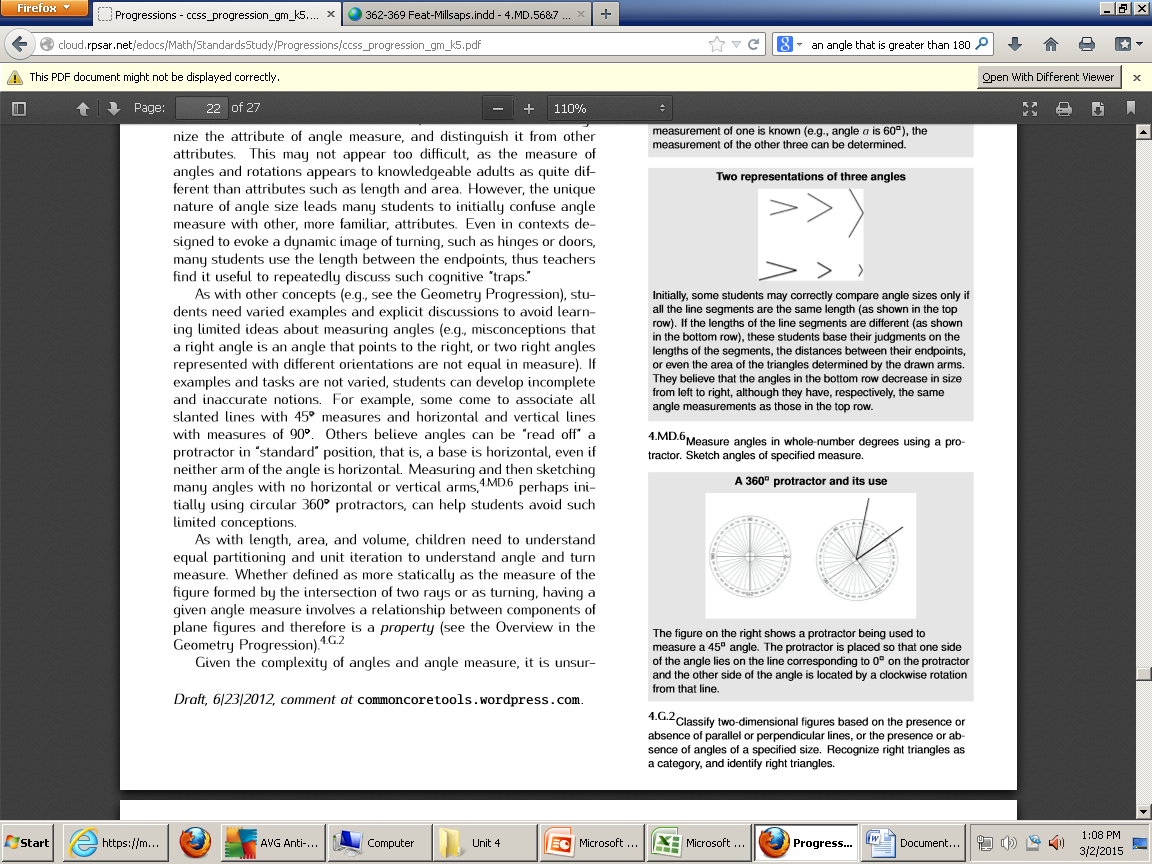 Firefox
Progressions - ccss_progression_gm_k5....
362-369 Feat-Millsaps.indd - 4.MD.56&7 ...
cloud.rpsar.net/edocs/Math/StandardsStudy/Progressions/ccss_progression_gm_k5.pdf
an angle that is greater than 180
This PDF document might not be displayed correctly.
Open With Different Viewer
Page: 22 of 27
110%
nize the attribute of angle measure, and distinguish it from other
attributes. This may not appear too difficult, as the measure of
angles and rotations appears to knowledgeable adults as quite dif-
ferent than attributes such as length and area. However, the unique
nature of angle size leads many students to initially confuse angle
measure with other, more familiar, attributes. Even in contexts de-
signed to evoke a dynamic image of turning, such as hinges or doors,
many students use the length between the endpoints, thus teachers
find it useful to repeatedly discuss such cognitive “traps.”
As with other concepts (e.g., see the Geometry Progression), stu-
dents need varied examples and explicit discussions to avoid learn-
ing limited ideas about measuring angles (e.g., misconceptions that
a right angle is an angle that points to the right, or two right angles
represented with different orientations are not equal in measure). If
examples and tasks are not varied, students can develop incomplete
and inaccurate notions. For example, some come to associate all
slanted lines with 45° measures and horizontal and vertical lines
with measures of 90°. Others believe angles can be “read off” a
protractor in “standard” position, that is, a base is horizontal, even if
neither arm of the angle is horizontal. Measuring and then sketching
many angles with no horizontal or vertical arms,4.MD.6 perhaps ini-
tially using circular 360° protractors, can help students avoid such
limited conceptions.
As with length, area, and volume, children need to understand
equal partitioning and unit iteration to understand angle and turn
measure. Whether defined as more statically as the measure of the
figure formed by the intersection of two rays or as turning, having a
given angle measure involves a relationship between components of
plane figures and therefore is a property (see the Overview in the
Geometry Progression).4.G.2
Given the complexity of angles and angle measure, it is unsur-
Draft, 6/23/2012, comment at commoncoretools.wordpress.com.
measurement of one is known (e.g., angle a is 60°), the
measurement of the other three can be determined.
Two representations of three angles
Initially, some students may correctly compare angle sizes only if
all the line segments are the same length (as shown in the top
row). If the lengths of the line segments are different (as shown
in the bottom row), these students base their judgments on the
lengths of the segments, the distances between their endpoints,
or even the area of the triangles determined by the drawn arms.
They believe that the angles in the bottom row decrease in size
from left to right, although they have, respectively, the same
angle measurements as those in the top row.
4.MD.6Measure angles in whole-number degrees using a pro-
tractor. Sketch angles of specified measure.
A 360° protractor and its use
The figure on the right shows a protractor being used to
measure a 45° angle. The protractor is placed so that one side
of the angle lies on the line corresponding to 0° on the protractor
and the other side of the angle is located by a clockwise rotation
from that line.
4.G.2Classify two-dimensional figures based on the presence or
absence of parallel or perpendicular lines, or the presence or ab-
sence of angles of a specified size. Recognize right triangles as
a category, and identify right triangles.
Start
https://m...
AVG Anti-...
Computer
Unit 4
Microsoft ...
Microsoft ...
Progress...
Document...
1:08 PM
3/2/2015